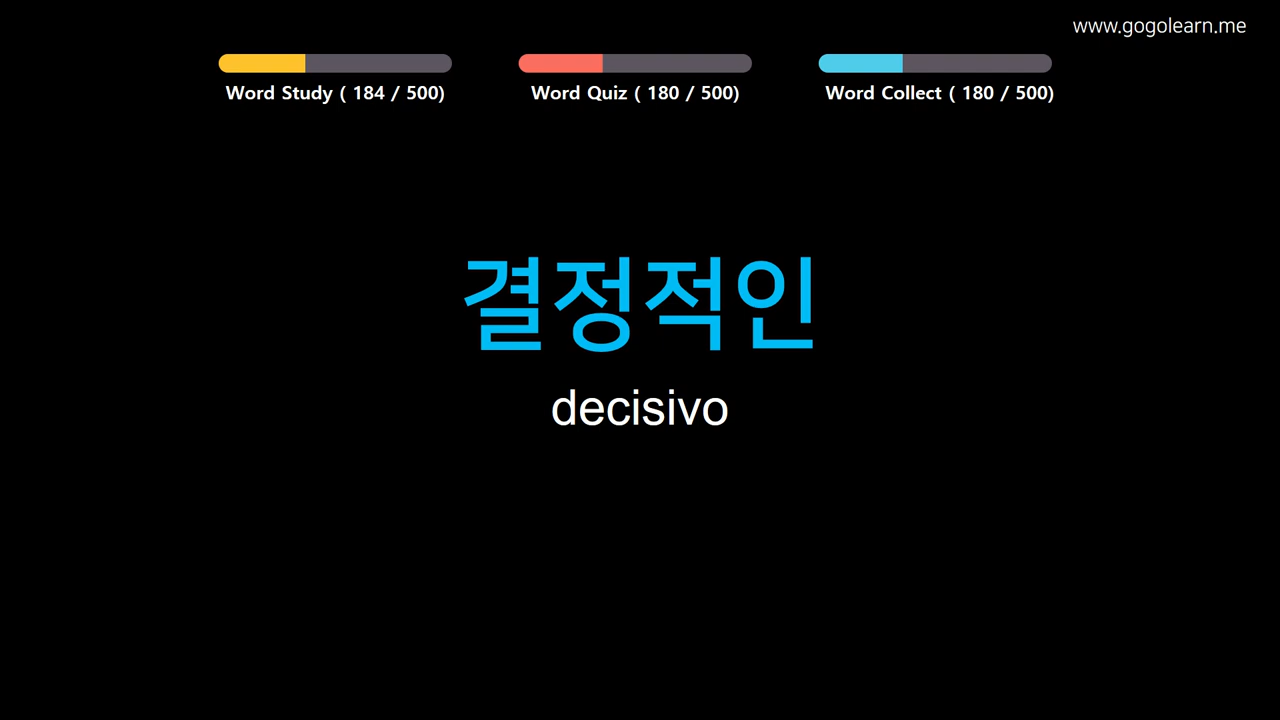 www.gogolearn.me
Word Study ( 184 / 500)
Word Quiz ( 180 / 500)
Word Collect ( 180 / 500)
결정적인
decisivo